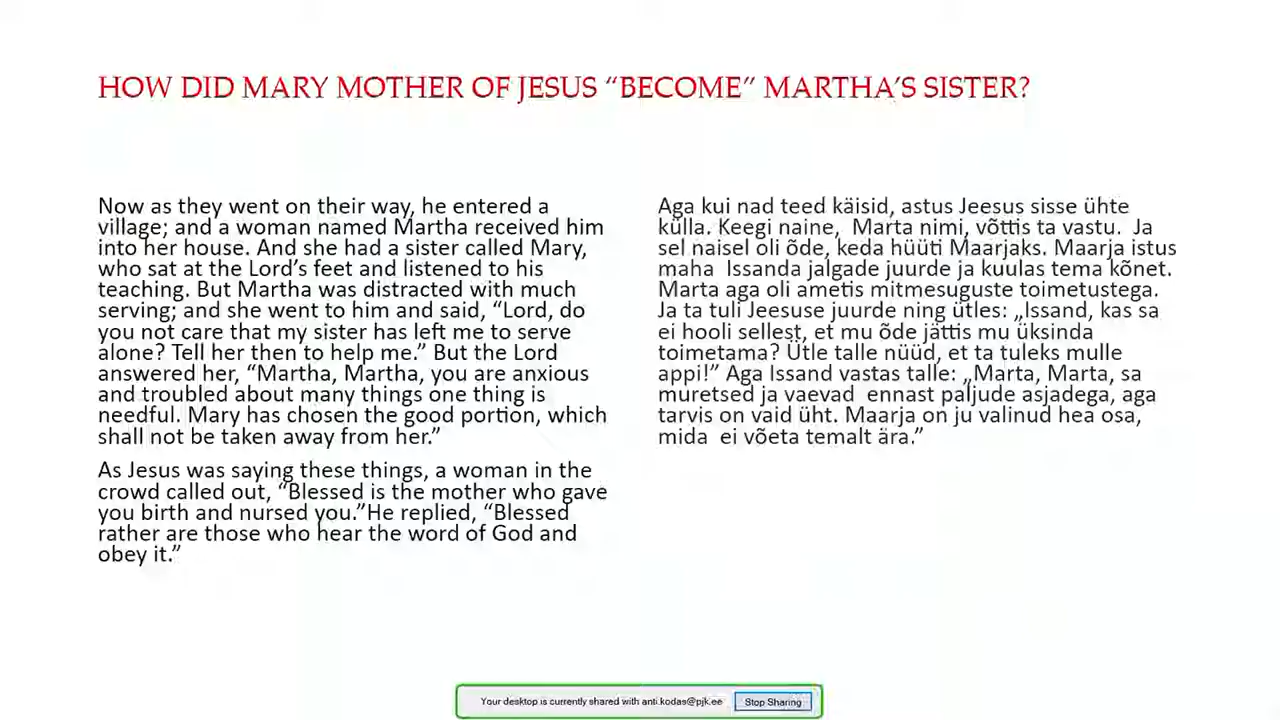 HOW DID MARY MOTHER OF JESUS “BECOME” MARTHA’S SISTER?
Now as they went on their way, he entered a
village; and a woman named Martha received him
into her house. And she had a sister called Mary,
who sat at the Lord’s feet and listened to his
teaching. But Martha was distracted with much
serving; and she went to him and said, “Lord, do
you not care that my sister has left me to serve
alone? Tell her then to help me.” But the Lord
answered her, “Martha, Martha, you are anxious
and troubled about many things one thing is
needful. Mary has chosen the good portion, which
shall not be taken away from her.”
As Jesus was saying these things, a woman in the
crowd called out, “Blessed is the mother who gave
you birth and nursed you.”He replied, “Blessed
rather are those who hear the word of God and
obey it.”
Aga kui nad teed käisid, astus Jeesus sisse ühte
külla. Keegi naine, Marta nimi, võttis ta vastu. Ja
sel naisel oli õde, keda hüüti Maarjaks. Maarja istus
maha Issanda jalgade juurde ja kuulas tema kõnet.
Marta aga oli ametis mitmesuguste toimetustega.
Ja ta tuli Jeesuse juurde ning ütles: „Issand, kas sa
ei hooli sellest, et mu õde jättis mu üksinda
toimetama? Ütle talle nüüd, et ta tuleks mulle
appi!” Aga Issand vastas talle: „Marta, Marta, sa
muretsed ja vaevad ennast paljude asjadega, aga
tarvis on vaid üht. Maarja on ju valinud hea osa,
mida ei võeta temalt ära.”
Your desktop is currently shared with anti.kodas@pjk.ee
Stop Sharing